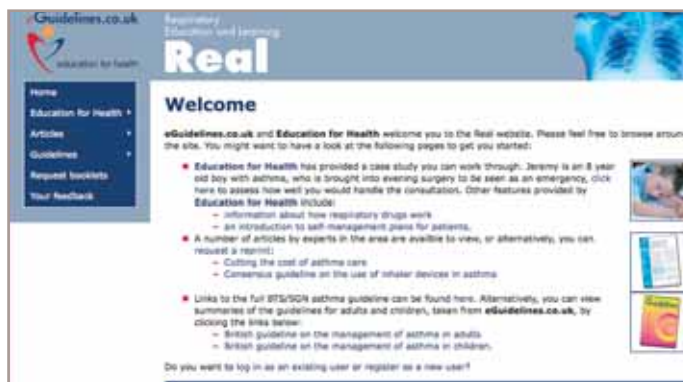 eGuidelines.co.uk
education for health
Respiratory
Education and Learning
Real
Home
Education for Health
Articles
Guidelines
Request booklets
Your feedback
Welcome
eGuidelines.co.uk and Education for Health welcome you to the Real website. Please feel free to browse around
the site. You might want to have a look at the following pages to get you started:
Education for Health has provided a case study you can work through. Jeremy is an 8 year
old boy with asthma, who is brought into evening surgery to be seen as an emergency, click
here to assess how well you would handle the consultation. Other features provided by
Education for Health include:
– information about how respiratory drugs work
– an introduction to self-management plans for patients.
A number of articles by experts in the area are availble to view, or alternatively, you can
request a reprint:
– Cutting the cost of asthma care
– Consensus guideline on the use of inhaler devices in asthma
Links to the full BTS/SIGN asthma guideline can be found here. Alternatively, you can view
summaries of the guidelines for adults and children, taken from eGuidelines.co.uk, by
clicking the links below:
– British guideline on the management of asthma in adults
– British guideline on the management of asthma in children.
Do you want to log in as an existing user or register as a new user?